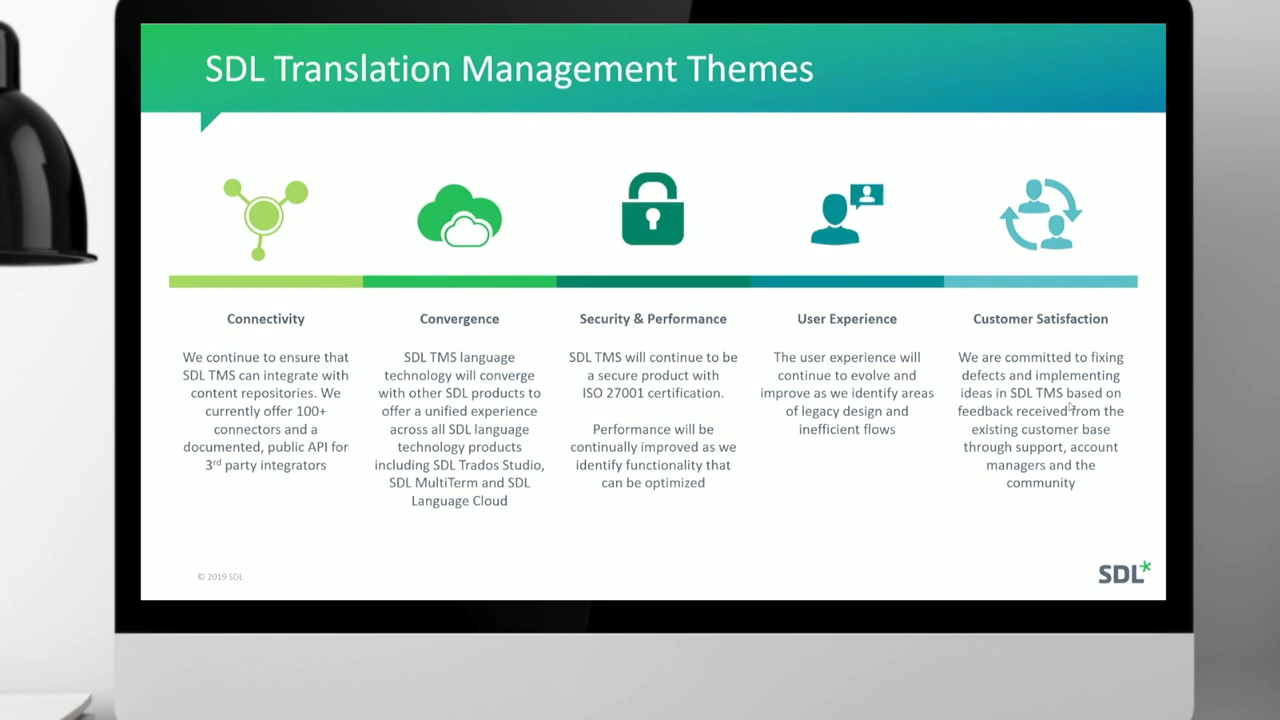 SDL Translation Management Themes
Connectivity
We continue to ensure that
SDL TMS can integrate with
content repositories. We
currently offer 100+
connectors and a
documented, public API for
3rd party integrators
Convergence
SDL TMS language
technology will converge
with other SDL products to
offer a unified experience
across all SDL language
technology products
including SDL Trados Studio,
SDL MultiTerm and SDL
Language Cloud
Security & Performance
SDL TMS will continue to be
a secure product with
ISO 27001 certification.
Performance will be
continually improved as we
identify functionality that
can be optimized
User Experience
The user experience will
continue to evolve and
improve as we identify areas
of legacy design and
inefficient flows
Customer Satisfaction
We are committed to fixing
defects and implementing
ideas in SDL TMS based on
feedback received from the
existing customer base
through support, account
managers and the
community
© 2019 SDL
SDL*